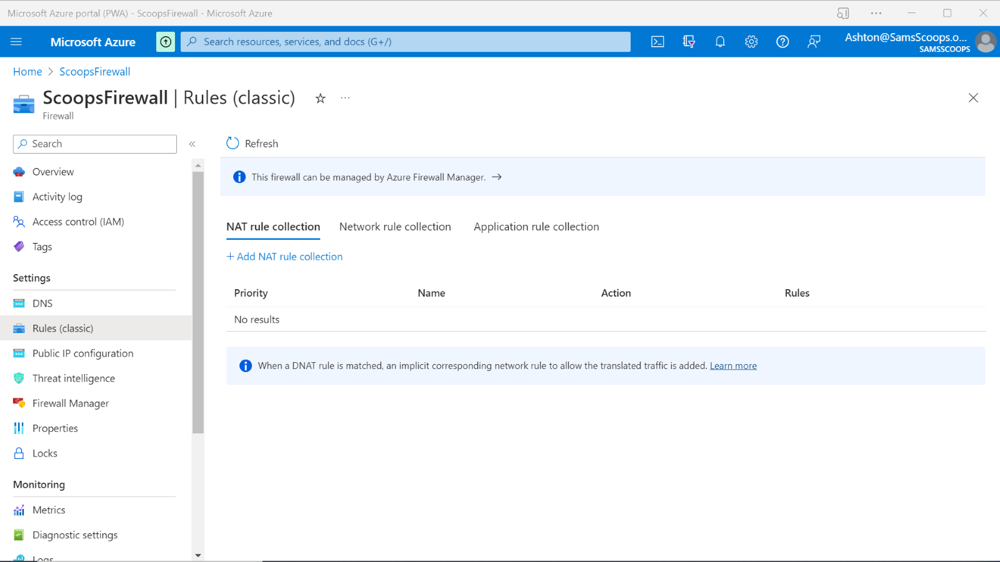 Microsoft Azure portal (PWA) - ScoopsFirewall - Microsoft Azure
Microsoft Azure
Search resources, services, and docs (G+/)
Ashton@SamsScoops.o...
SAMSSCOOPS
Home > ScoopsFirewall
ScoopsFirewall | Rules (classic)
Firewall
Search
Overview
Activity log
Access control (IAM)
Tags
Settings
DNS
Rules (classic)
Public IP configuration
Threat intelligence
Firewall Manager
Properties
Locks
Monitoring
Metrics
Diagnostic settings
Logs
Refresh
This firewall can be managed by Azure Firewall Manager. →
NAT rule collection Network rule collection Application rule collection
+ Add NAT rule collection
Priority Name Action Rules
No results
When a DNAT rule is matched, an implicit corresponding network rule to allow the translated traffic is added. Learn more